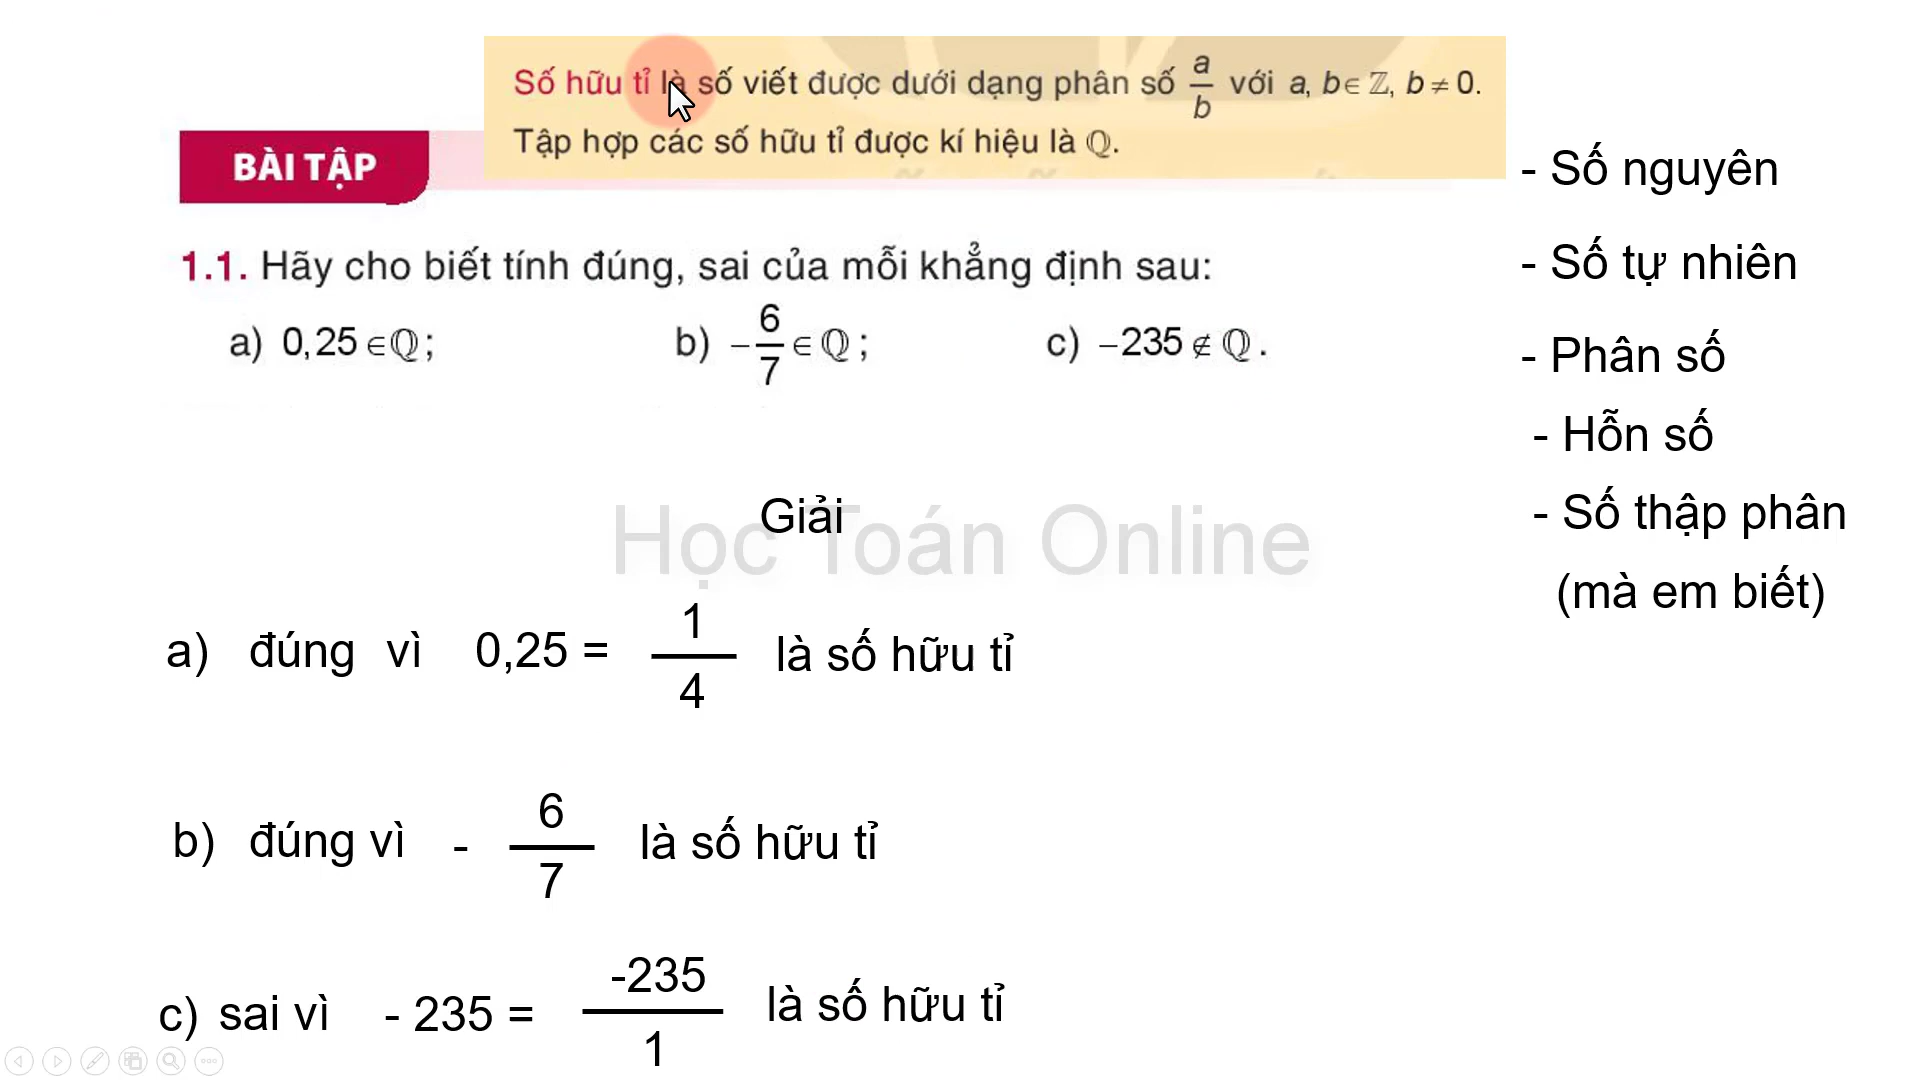 Số hữu tỉ là số viết được dưới dạng phân số a/b với a, b ∈ ℤ, b ≠ 0.
Tập hợp các số hữu tỉ được kí hiệu là ℚ.
BÀI TẬP
1.1. Hãy cho biết tính đúng, sai của mỗi khẳng định sau:
a) 0,25 ∈ ℚ; b) −6/7 ∈ ℚ; c) −235 ∉ ℚ.
- Số nguyên
- Số tự nhiên
- Phân số
- Hỗn số
- Số thập phân
(mà em biết)
Giải
Học Toán Online
a) đúng vì 0,25 = 1/4 là số hữu tỉ
b) đúng vì - 6/7 là số hữu tỉ
c) sai vì - 235 = -235/1 là số hữu tỉ